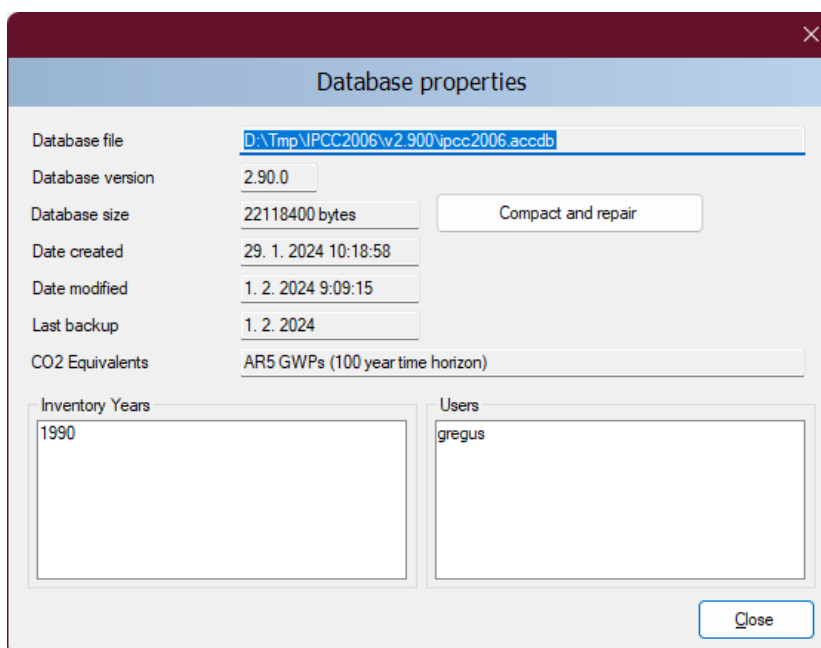 Database properties
Database file D:\Tmp\IPCC2006\v2.900\ipcc2006.accdb
Database version 2.90.0
Database size 22118400 bytes Compact and repair
Date created 29. 1. 2024 10:18:58
Date modified 1. 2. 2024 9:09:15
Last backup 1. 2. 2024
CO2 Equivalents AR5 GWPs (100 year time horizon)
Inventory Years Users
1990 gregus
Close